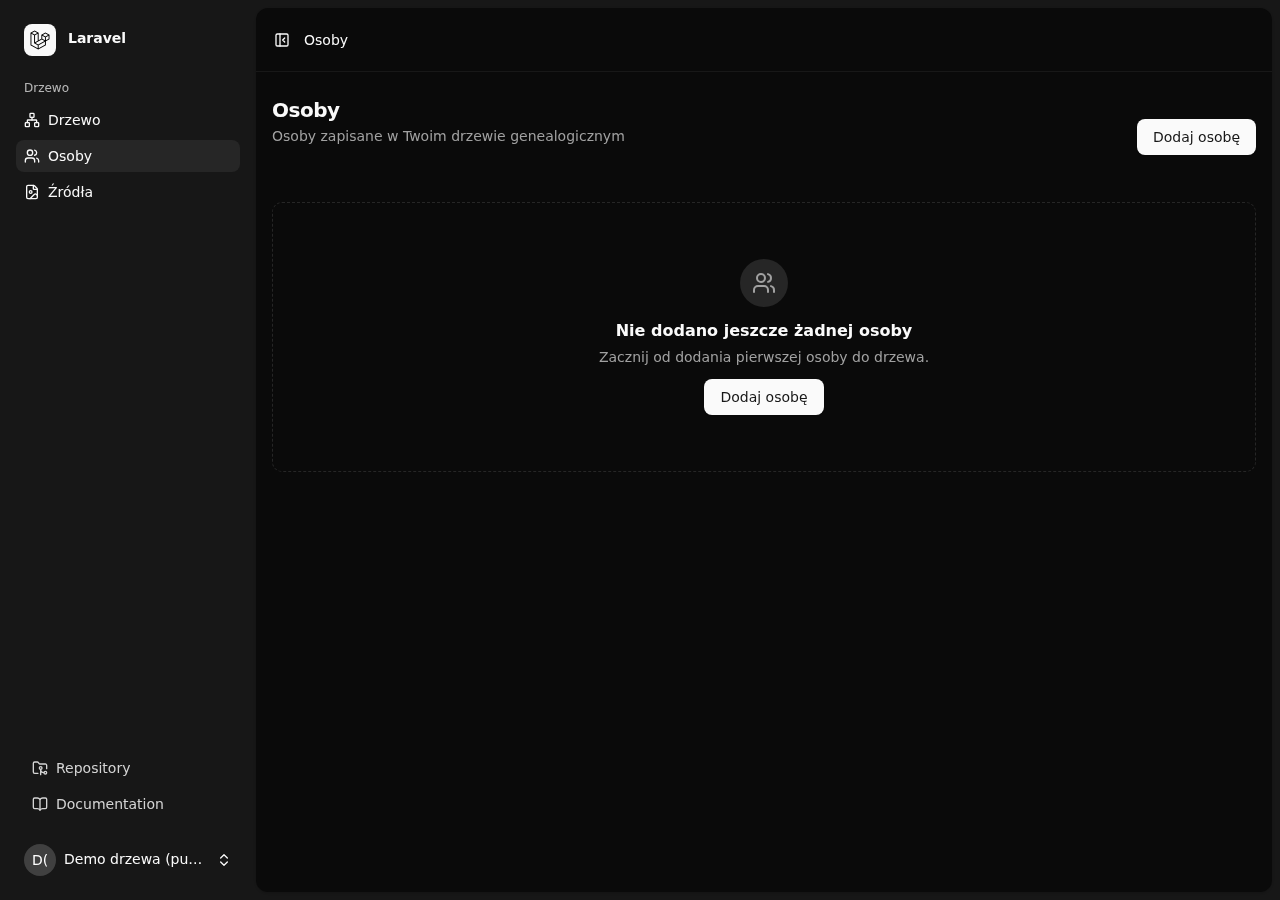 Laravel
Drzewo
Drzewo
Osoby
Źródła
Repository
Documentation
D(
Demo drzewa (pu...
Osoby
Osoby
Osoby zapisane w Twoim drzewie genealogicznym
Dodaj osobę
Nie dodano jeszcze żadnej osoby
Zacznij od dodania pierwszej osoby do drzewa.
Dodaj osobę